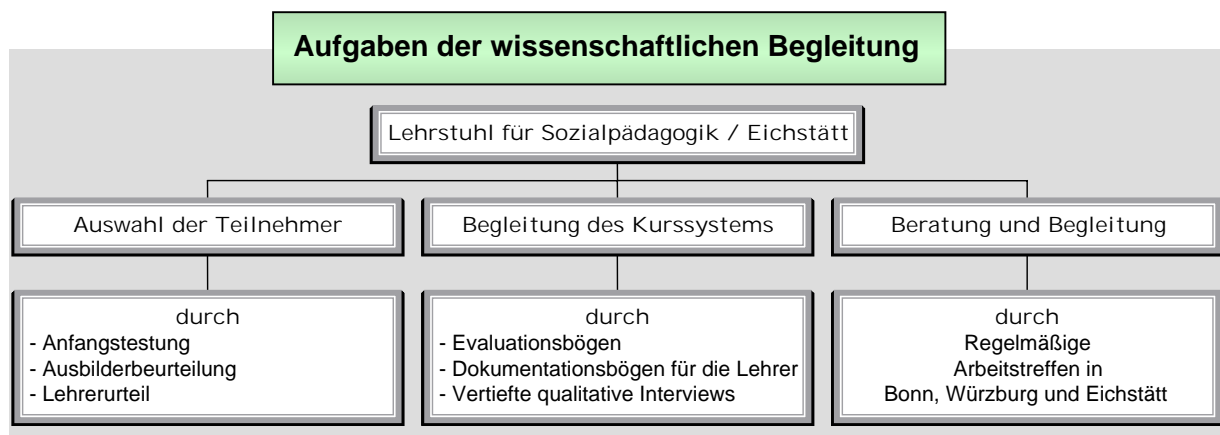 Aufgaben der wissenschaftlichen Begleitung
Lehrstuhl für Sozialpädagogik / Eichstätt
Auswahl der Teilnehmer
Begleitung des Kurssystems
Beratung und Begleitung
durch
- Anfangstestung
- Ausbilderbeurteilung
- Lehrerurteil
durch
- Evaluationsbögen
- Dokumentationsbögen für die Lehrer
- Vertiefte qualitative Interviews
durch
Regelmäßige
Arbeitstreffen in
Bonn, Würzburg und Eichstätt